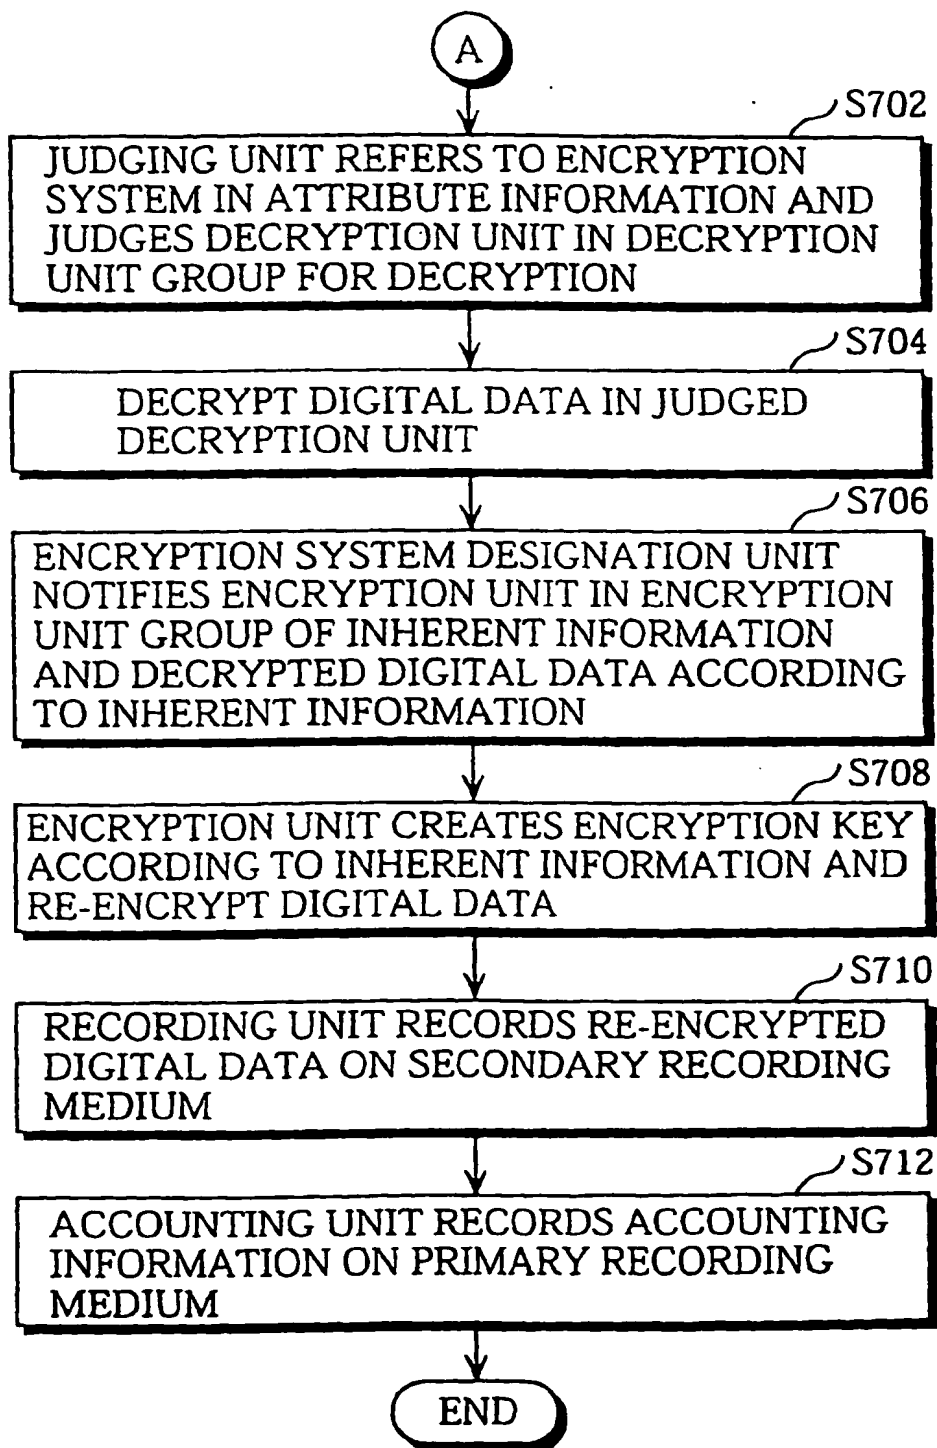 A
S702
JUDGING UNIT REFERS TO ENCRYPTION
SYSTEM IN ATTRIBUTE INFORMATION AND
JUDGES DECRYPTION UNIT IN DECRYPTION
UNIT GROUP FOR DECRYPTION
S704
DECRYPT DIGITAL DATA IN JUDGED
DECRYPTION UNIT
S706
ENCRYPTION SYSTEM DESIGNATION UNIT
NOTIFIES ENCRYPTION UNIT IN ENCRYPTION
UNIT GROUP OF INHERENT INFORMATION
AND DECRYPTED DIGITAL DATA ACCORDING
TO INHERENT INFORMATION
S708
ENCRYPTION UNIT CREATES ENCRYPTION KEY
ACCORDING TO INHERENT INFORMATION AND
RE-ENCRYPT DIGITAL DATA
S710
RECORDING UNIT RECORDS RE-ENCRYPTED
DIGITAL DATA ON SECONDARY RECORDING
MEDIUM
S712
ACCOUNTING UNIT RECORDS ACCOUNTING
INFORMATION ON PRIMARY RECORDING
MEDIUM
END